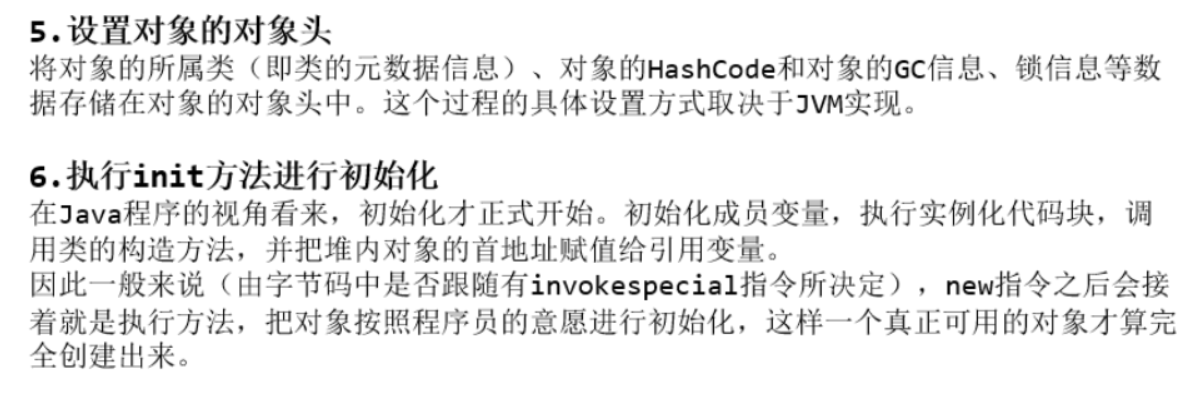 5.设置对象的对象头
将对象的所属类（即类的元数据信息）、对象的HashCode和对象的GC信息、锁信息等数
据存储在对象的对象头中。这个过程的具体设置方式取决于JVM实现。
6.执行init方法进行初始化
在Java程序的视角看来，初始化才正式开始。初始化成员变量，执行实例化代码块，调
用类的构造方法，并把堆内对象的首地址赋值给引用变量。
因此一般来说（由字节码中是否跟随有invokespecial指令所决定），new指令之后会接
着就是执行方法，把对象按照程序员的意愿进行初始化，这样一个真正可用的对象才算完
全创建出来。